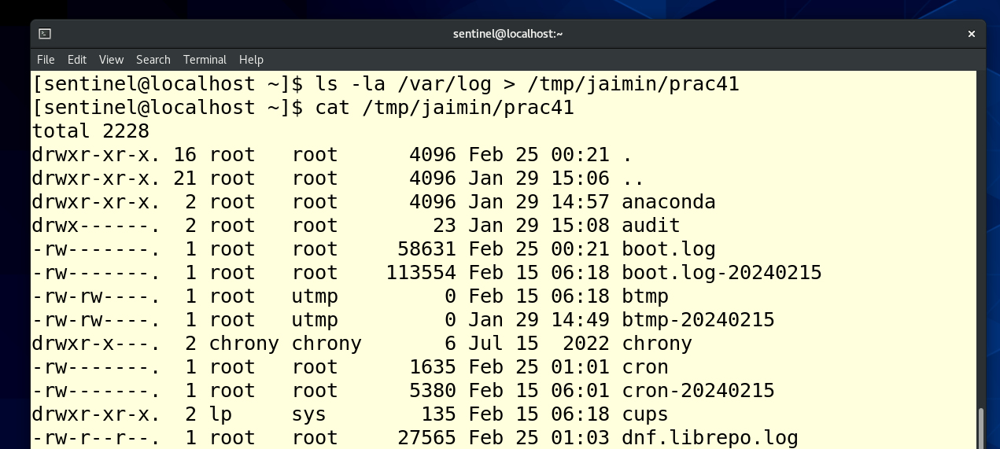 sentinel@localhost:~
File Edit View Search Terminal Help
[sentinel@localhost ~]$ ls -la /var/log > /tmp/jaimin/prac41
[sentinel@localhost ~]$ cat /tmp/jaimin/prac41
total 2228
drwxr-xr-x. 16 root   root      4096 Feb 25 00:21 .
drwxr-xr-x. 21 root   root      4096 Jan 29 15:06 ..
drwxr-xr-x.  2 root   root      4096 Jan 29 14:57 anaconda
drwx------.  2 root   root        23 Jan 29 15:08 audit
-rw-------.  1 root   root     58631 Feb 25 00:21 boot.log
-rw-------.  1 root   root    113554 Feb 15 06:18 boot.log-20240215
-rw-rw----.  1 root   utmp         0 Feb 15 06:18 btmp
-rw-rw----.  1 root   utmp         0 Jan 29 14:49 btmp-20240215
drwxr-x---.  2 chrony chrony       6 Jul 15  2022 chrony
-rw-------.  1 root   root      1635 Feb 25 01:01 cron
-rw-------.  1 root   root      5380 Feb 15 06:01 cron-20240215
drwxr-xr-x.  2 lp     sys        135 Feb 15 06:18 cups
-rw-r--r--.  1 root   root     27565 Feb 25 01:03 dnf.librepo.log